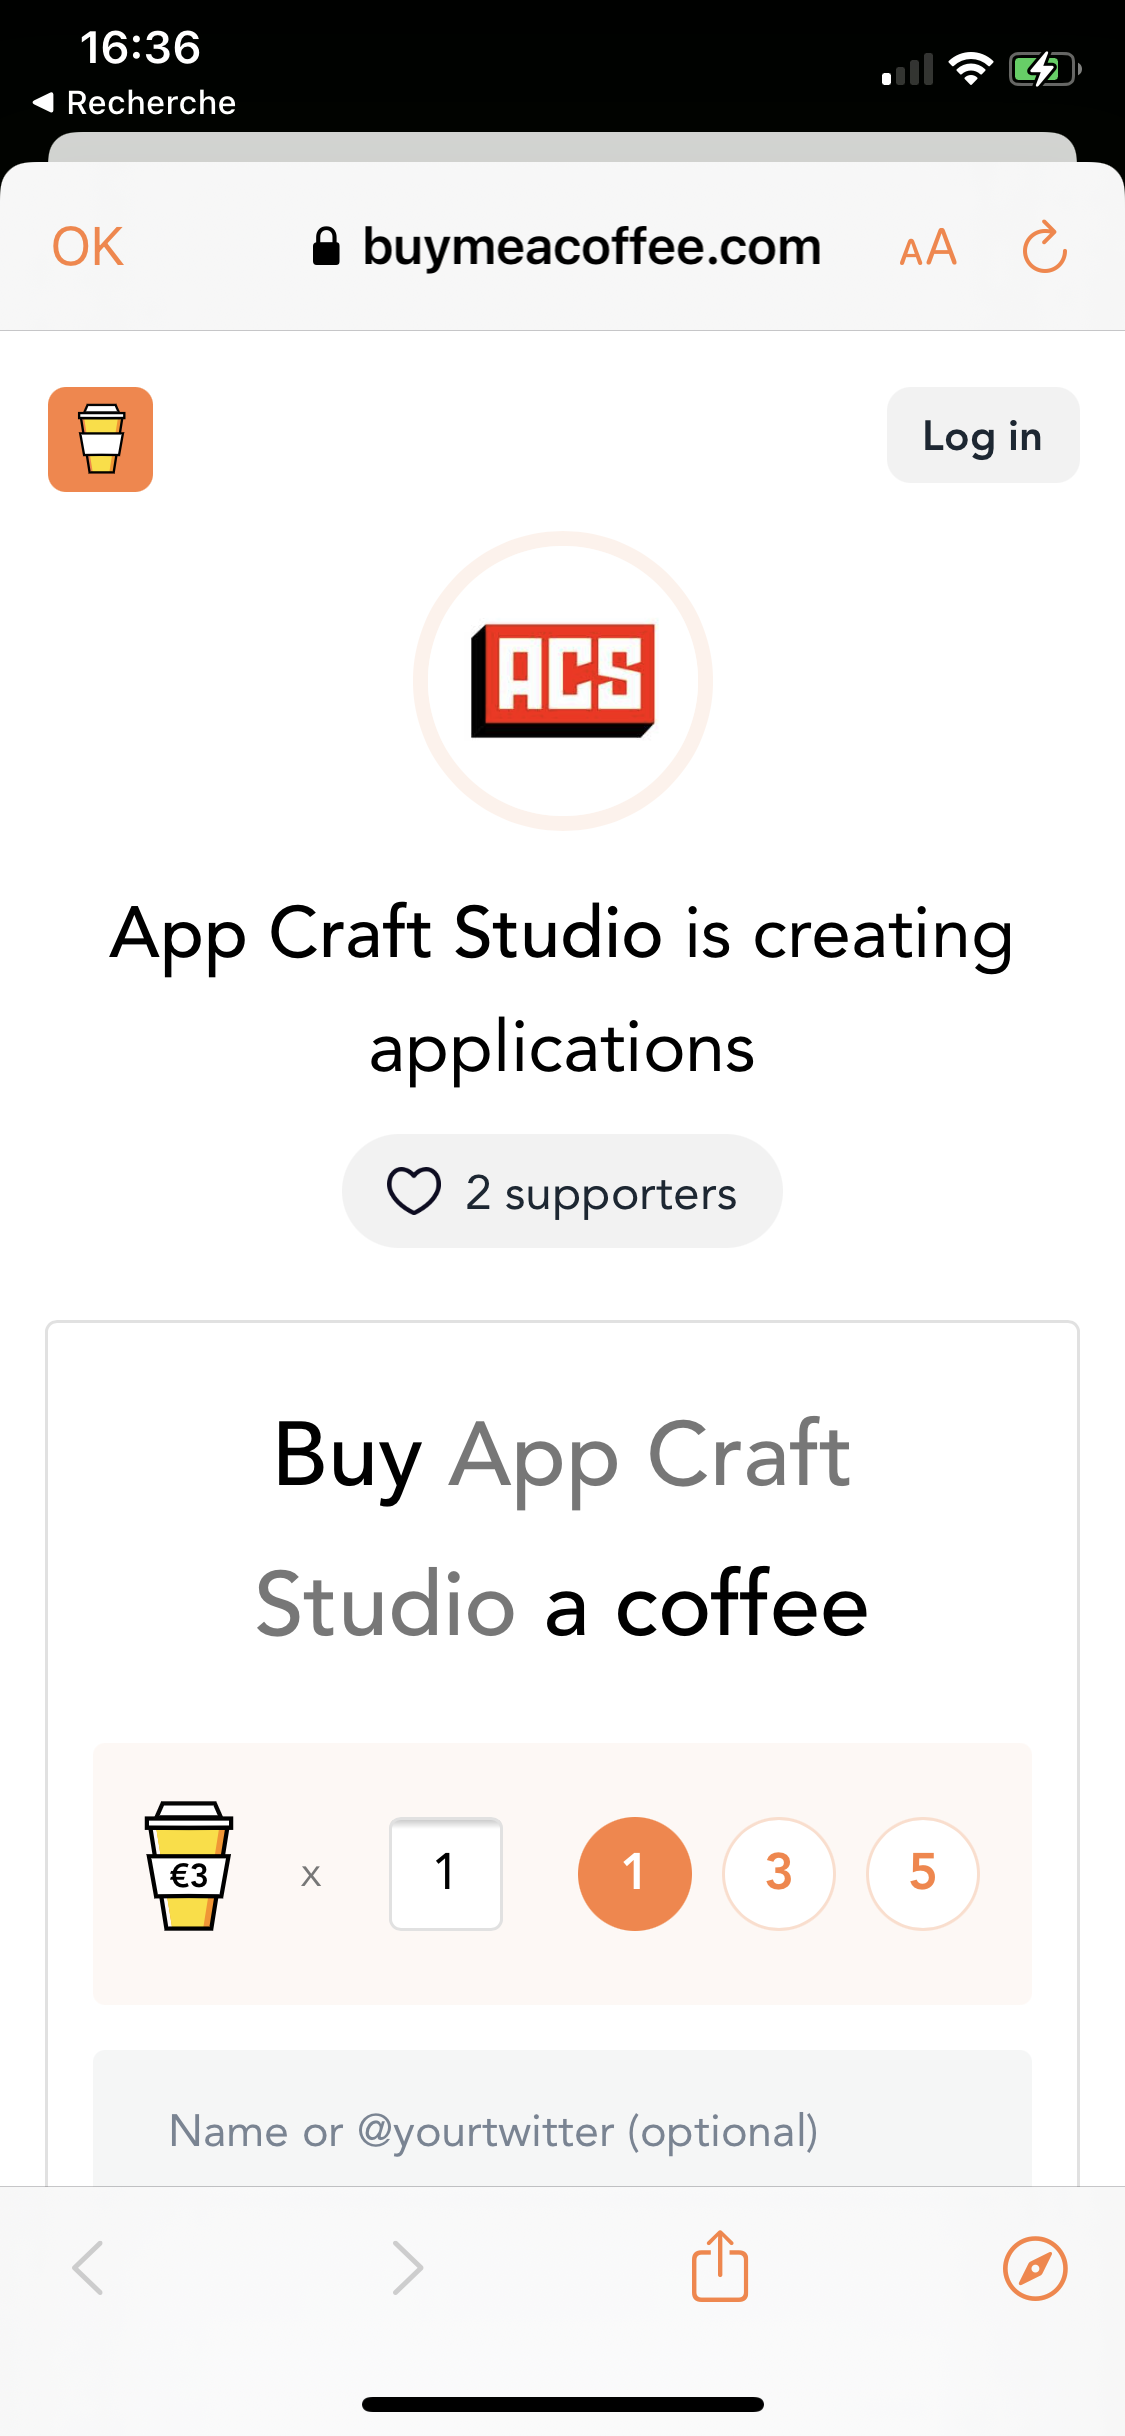 16:36
◀ Recherche
OK
buymeacoffee.com
AA
Log in
ACS
App Craft Studio is creating
applications
2 supporters
Buy App Craft
Studio a coffee
€3
x
1
1
3
5
Name or @yourtwitter (optional)